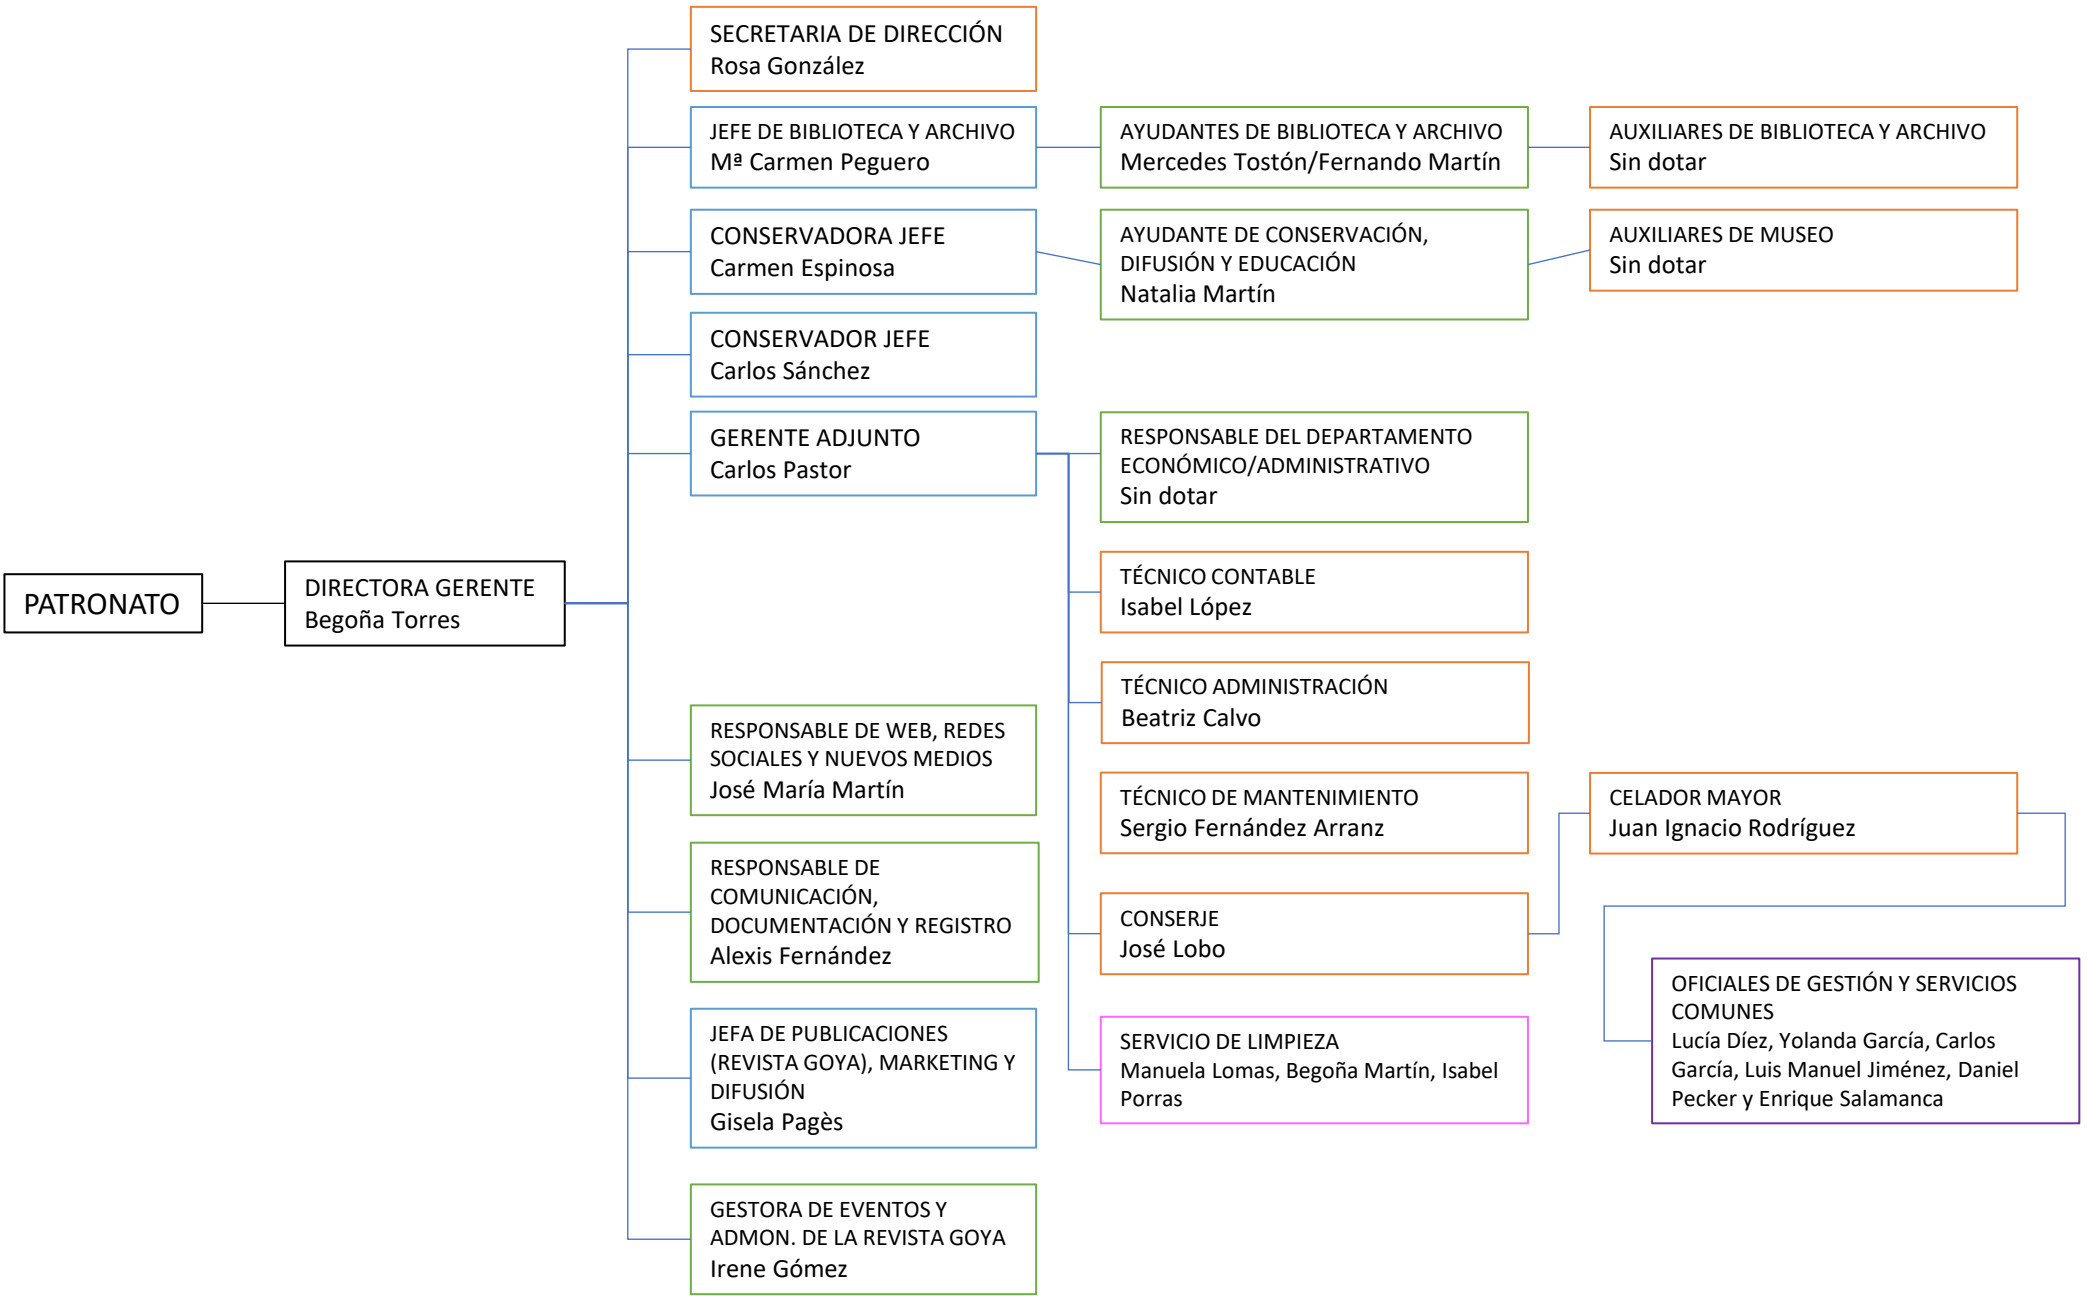 SECRETARIA DE DIRECCIÓN
Rosa González
JEFE DE BIBLIOTECA Y ARCHIVO
Mª Carmen Peguero
AYUDANTES DE BIBLIOTECA Y ARCHIVO
Mercedes Tostón/Fernando Martín
AUXILIARES DE BIBLIOTECA Y ARCHIVO
Sin dotar
CONSERVADORA JEFE
Carmen Espinosa
AYUDANTE DE CONSERVACIÓN,
DIFUSIÓN Y EDUCACIÓN
Natalia Martín
AUXILIARES DE MUSEO
Sin dotar
CONSERVADOR JEFE
Carlos Sánchez
GERENTE ADJUNTO
Carlos Pastor
RESPONSABLE DEL DEPARTAMENTO
ECONÓMICO/ADMINISTRATIVO
Sin dotar
PATRONATO
DIRECTORA GERENTE
Begoña Torres
TÉCNICO CONTABLE
Isabel López
TÉCNICO ADMINISTRACIÓN
Beatriz Calvo
RESPONSABLE DE WEB, REDES
SOCIALES Y NUEVOS MEDIOS
José María Martín
TÉCNICO DE MANTENIMIENTO
Sergio Fernández Arranz
CELADOR MAYOR
Juan Ignacio Rodríguez
RESPONSABLE DE
COMUNICACIÓN,
DOCUMENTACIÓN Y REGISTRO
Alexis Fernández
CONSERJE
José Lobo
OFICIALES DE GESTIÓN Y SERVICIOS
COMUNES
Lucía Díez, Yolanda García, Carlos
García, Luis Manuel Jiménez, Daniel
Pecker y Enrique Salamanca
JEFA DE PUBLICACIONES
(REVISTA GOYA), MARKETING Y
DIFUSIÓN
Gisela Pagès
SERVICIO DE LIMPIEZA
Manuela Lomas, Begoña Martín, Isabel
Porras
GESTORA DE EVENTOS Y
ADMON. DE LA REVISTA GOYA
Irene Gómez